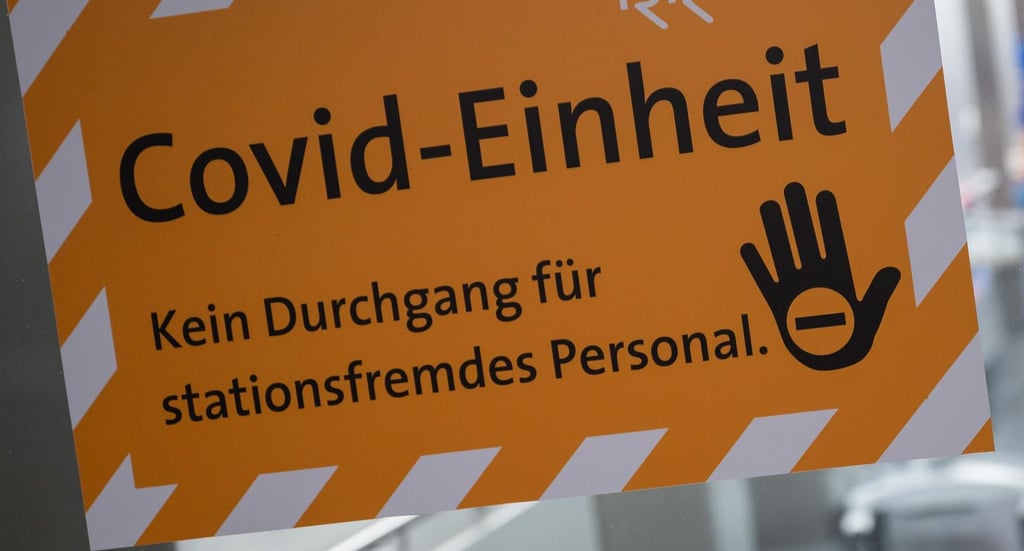 Covid-Einheit
Kein Durchgang für
stationsfremdes Personal.